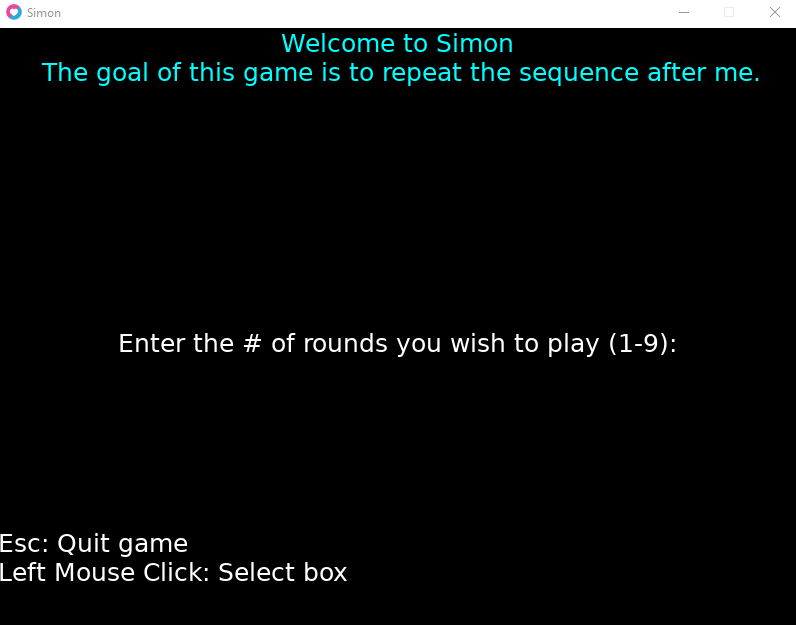 Simon
Welcome to Simon
The goal of this game is to repeat the sequence after me.
Enter the # of rounds you wish to play (1-9):
Esc: Quit game
Left Mouse Click: Select box